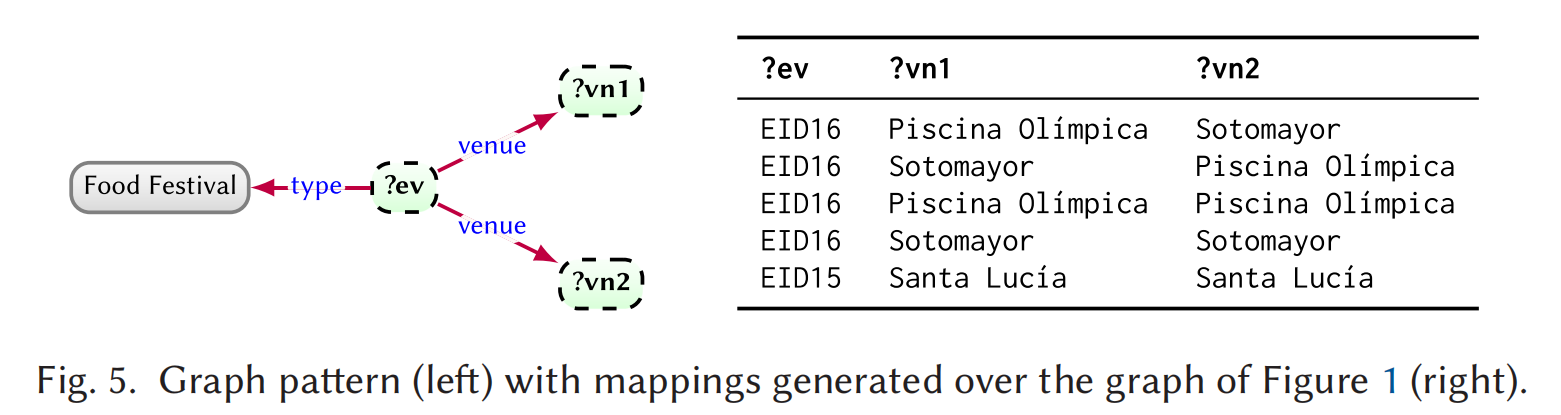 ?vn1
venue
Food Festival
type
?ev
venue
?vn2
?ev ?vn1 ?vn2
EID16 Piscina Olímpica Sotomayor
EID16 Sotomayor Piscina Olímpica
EID16 Piscina Olímpica Piscina Olímpica
EID16 Sotomayor Sotomayor
EID15 Santa Lucía Santa Lucía
Fig. 5. Graph pattern (left) with mappings generated over the graph of Figure 1 (right).